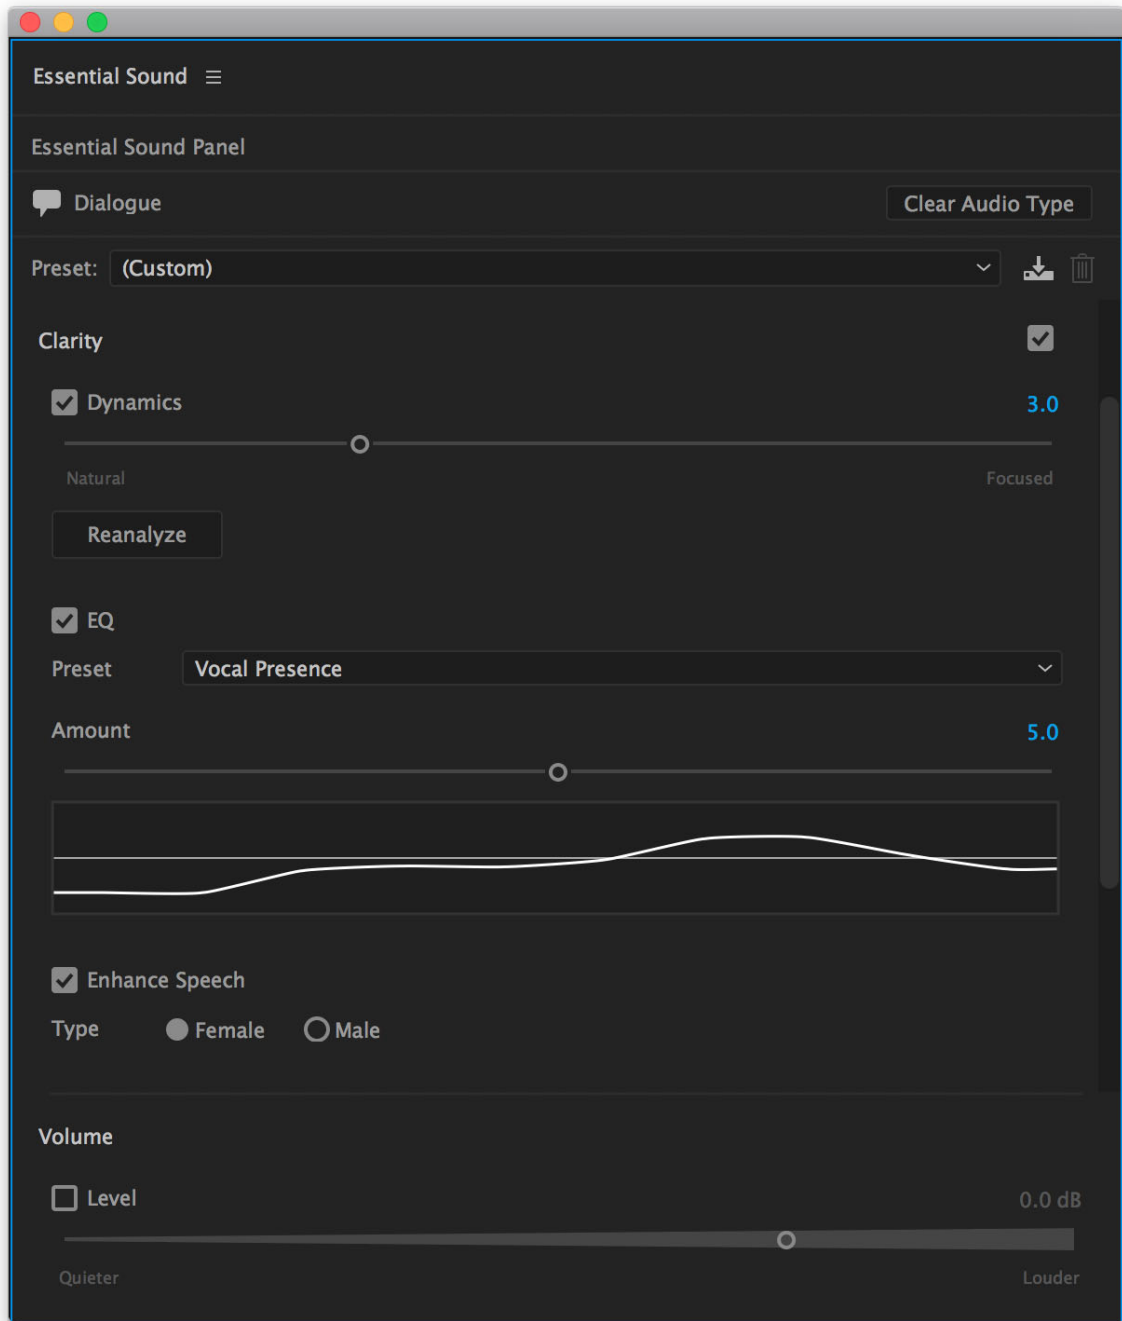 Essential Sound
Essential Sound Panel
Dialogue Clear Audio Type
Preset: (Custom)
Clarity
Dynamics 3.0
Natural Focused
Reanalyze
EQ
Preset Vocal Presence
Amount 5.0
Enhance Speech
Type Female Male
Volume
Level 0.0 dB
Quieter Louder